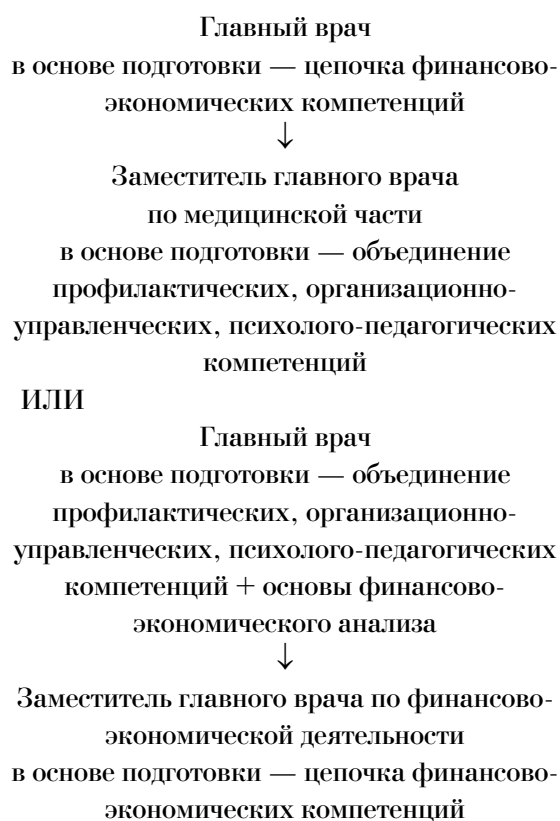 Главный врач
в основе подготовки — цепочка финансово-
экономических компетенций
↓
Заместитель главного врача
по медицинской части
в основе подготовки — объединение
профилактических, организационно-
управленческих, психолого-педагогических
компетенций
ИЛИ
Главный врач
в основе подготовки — объединение
профилактических, организационно-
управленческих, психолого-педагогических
компетенций + основы финансово-
экономического анализа
↓
Заместитель главного врача по финансово-
экономической деятельности
в основе подготовки — цепочка финансово-
экономических компетенций